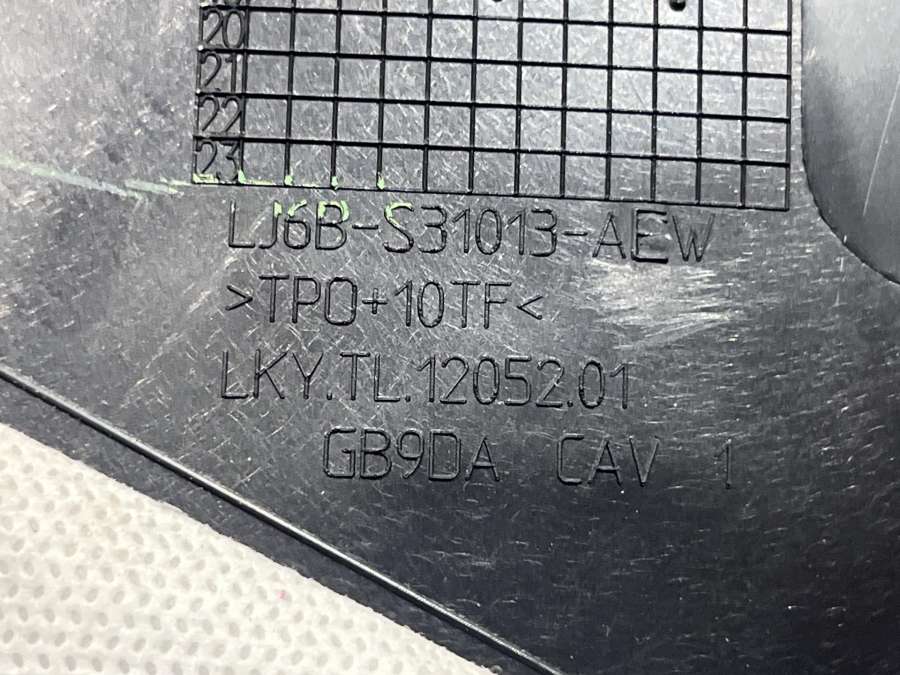 20
21
22
23
LJ6B-S31013-AEW
>TPO+10TF<
LKY.TL.12052.01
GB9DA CAV 1